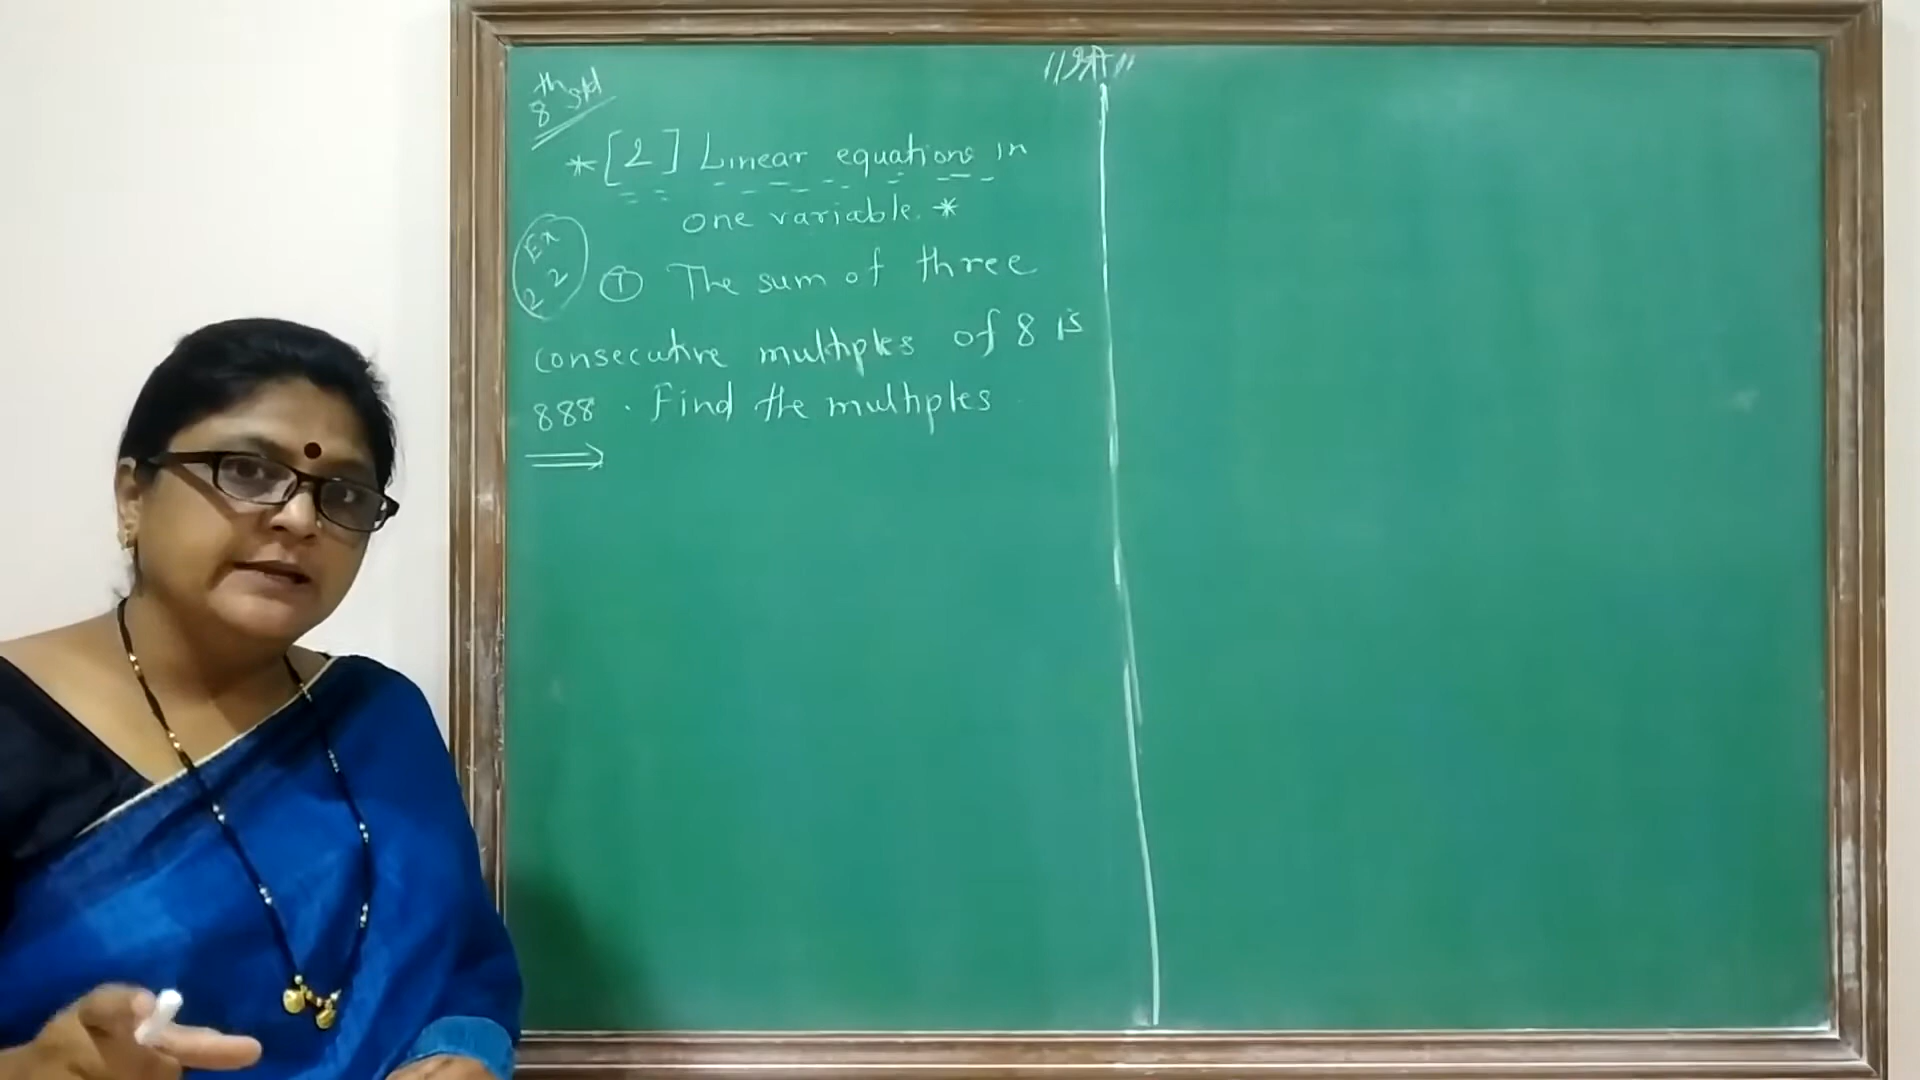 ॥ श्री ॥
8th std
* [2] Linear equations in
one variable. *
Ex
2 2
① The sum of three
consecutive multiples of 8 is
888. Find the multiples